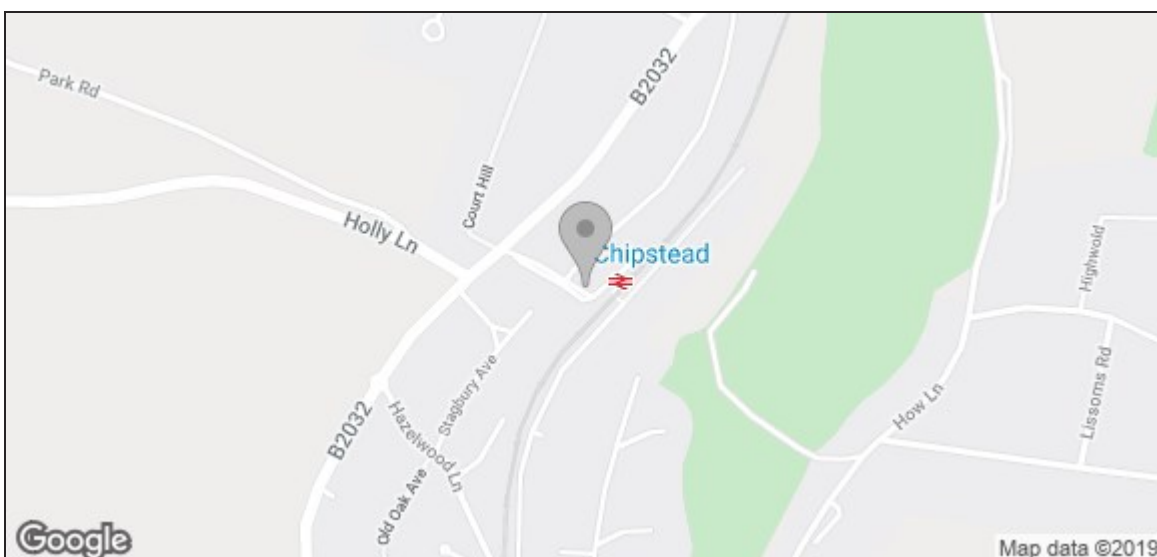 B2032
Park Rd
Court Hill
Holly Ln
Chipstead
Highwold
Stagbury Ave
Lissoms Rd
How Ln
B2032
Hazelwood Ln
Old Oak Ave
Google
Map data ©2019